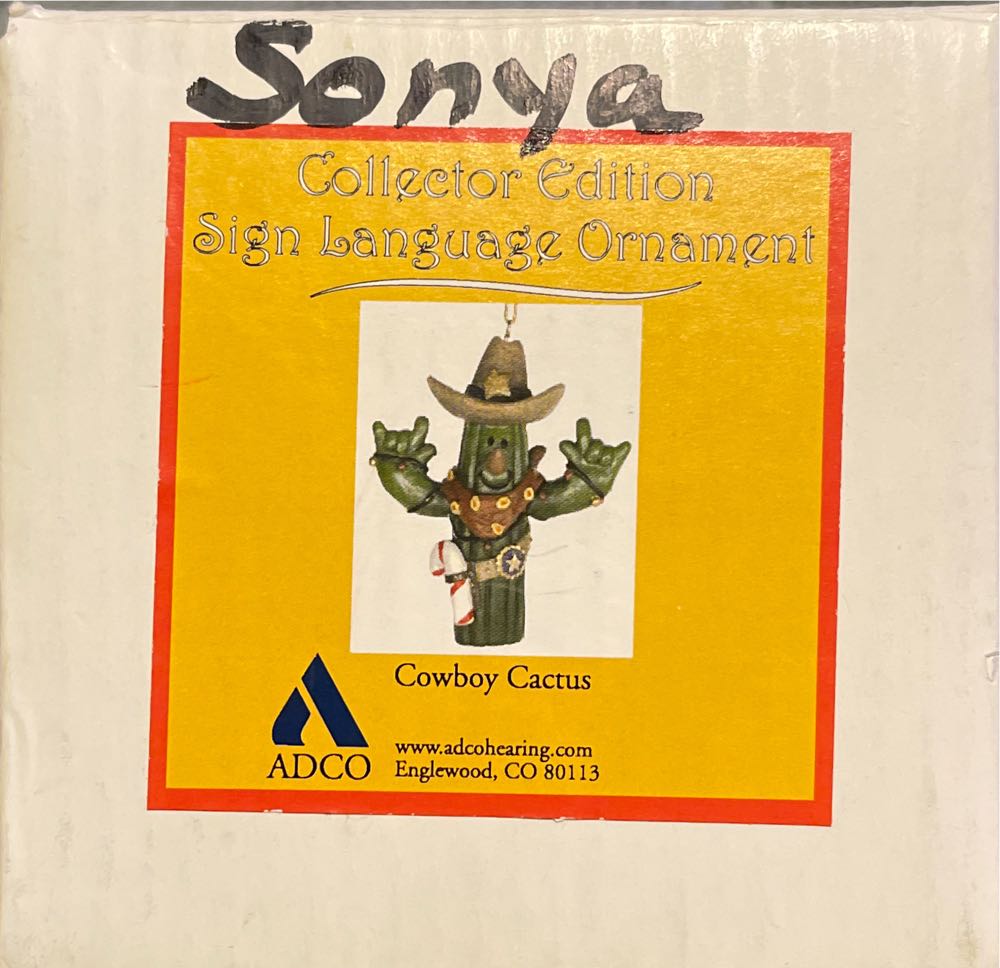 Sonya
Collector Edition
Sign Language Ornament
Cowboy Cactus
ADCO
www.adcohearing.com
Englewood, CO 80113